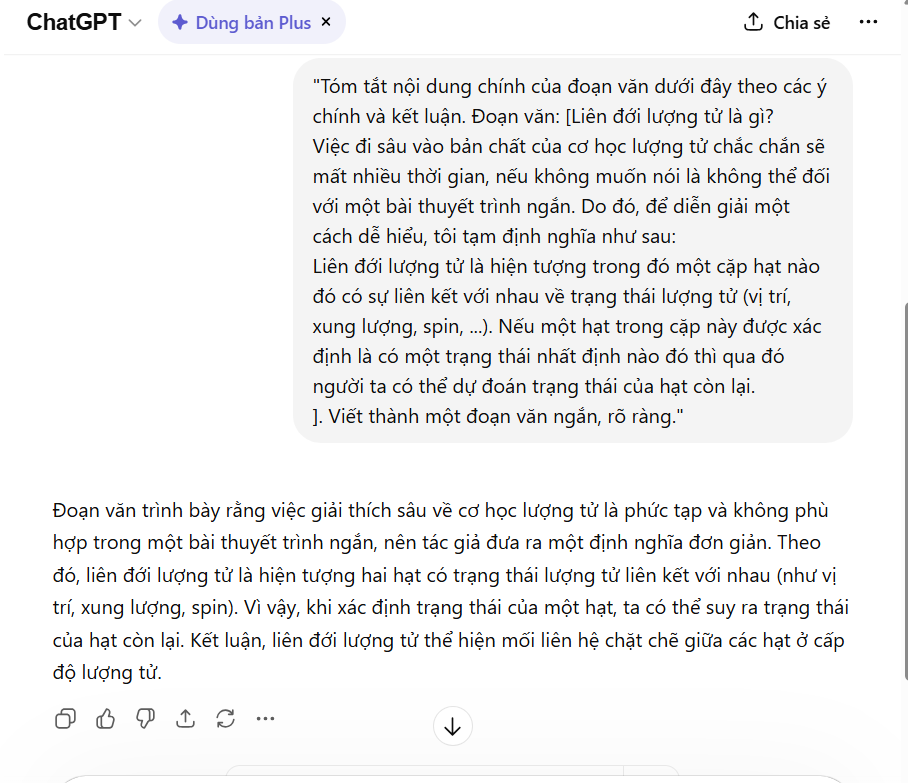 ChatGPT
Dùng bản Plus ×
Chia sẻ
"Tóm tắt nội dung chính của đoạn văn dưới đây theo các ý
chính và kết luận. Đoạn văn: [Liên đới lượng tử là gì?
Việc đi sâu vào bản chất của cơ học lượng tử chắc chắn sẽ
mất nhiều thời gian, nếu không muốn nói là không thể đối
với một bài thuyết trình ngắn. Do đó, để diễn giải một
cách dễ hiểu, tôi tạm định nghĩa như sau:
Liên đới lượng tử là hiện tượng trong đó một cặp hạt nào
đó có sự liên kết với nhau về trạng thái lượng tử (vị trí,
xung lượng, spin, ...). Nếu một hạt trong cặp này được xác
định là có một trạng thái nhất định nào đó thì qua đó
người ta có thể dự đoán trạng thái của hạt còn lại.
]. Viết thành một đoạn văn ngắn, rõ ràng."
Đoạn văn trình bày rằng việc giải thích sâu về cơ học lượng tử là phức tạp và không phù
hợp trong một bài thuyết trình ngắn, nên tác giả đưa ra một định nghĩa đơn giản. Theo
đó, liên đới lượng tử là hiện tượng hai hạt có trạng thái lượng tử liên kết với nhau (như vị
trí, xung lượng, spin). Vì vậy, khi xác định trạng thái của một hạt, ta có thể suy ra trạng thái
của hạt còn lại. Kết luận, liên đới lượng tử thể hiện mối liên hệ chặt chẽ giữa các hạt ở cấp
độ lượng tử.